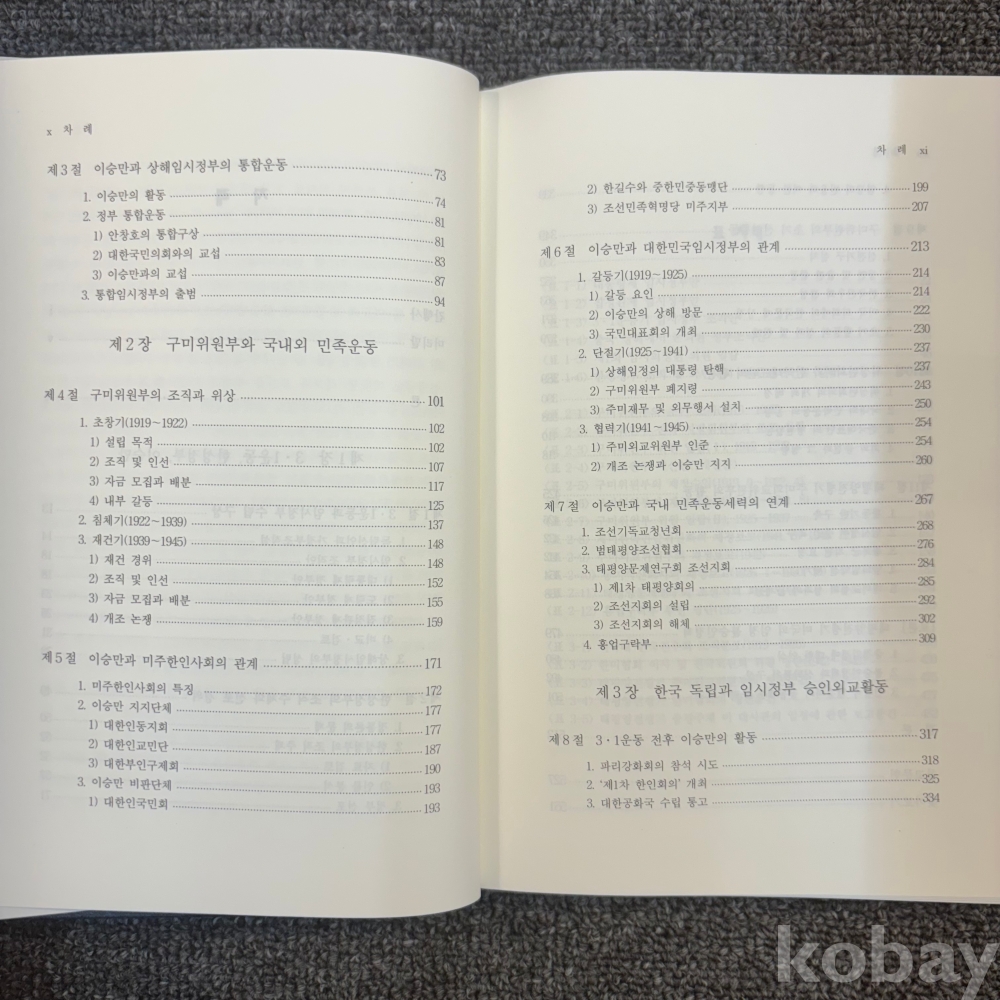 x 차 례
제3절 이승만과 상해임시정부의 통합운동 73
1. 이승만의 활동 74
2. 정부 통합운동 81
1) 안창호의 통합구상 81
2) 대한국민의회와의 교섭 83
3) 이승만과의 교섭 87
3. 통합임시정부의 출범 94
제2장 구미위원부와 국내외 민족운동
제4절 구미위원부의 조직과 위상 101
1. 초창기(1919~1922) 102
1) 설립 목적 102
2) 조직 및 인선 107
3) 자금 모집과 배분 117
4) 내부 갈등 125
2. 침체기(1922~1939) 137
3. 재건기(1939~1945) 148
1) 재건 경위 148
2) 조직 및 인선 152
3) 자금 모집과 배분 155
4) 개조 논쟁 159
제5절 이승만과 미주한인사회의 관계 171
1. 미주한인사회의 특징 172
2. 이승만 지지단체 177
1) 대한인동지회 177
2) 대한인교민단 187
3) 대한부인구제회 190
3. 이승만 비판단체 193
1) 대한인국민회 193
차 례 xi
2) 한길수와 중한민중동맹단 199
3) 조선민족혁명당 미주지부 207
제6절 이승만과 대한민국임시정부의 관계 213
1. 갈등기(1919~1925) 214
1) 갈등 요인 214
2) 이승만의 상해 방문 222
3) 국민대표회의 개최 230
2. 단절기(1925~1941) 237
1) 상해임정의 대통령 탄핵 237
2) 구미위원부 폐지령 243
3) 주미재무 및 외무행서 설치 250
3. 협력기(1941~1945) 254
1) 주미외교위원부 인준 254
2) 개조 논쟁과 이승만 지지 260
제7절 이승만과 국내 민족운동세력의 연계 267
1. 조선기독교청년회 268
2. 범태평양조선협회 276
3. 태평양문제연구회 조선지회 284
1) 제1차 태평양회의 285
2) 조선지회의 설립 292
3) 조선지회의 해체 302
4. 흥업구락부 309
제3장 한국 독립과 임시정부 승인외교활동
제8절 3·1운동 전후 이승만의 활동 317
1. 파리강화회의 참석 시도 318
2. '제1차 한인회의' 개최 325
3. 대한공화국 수립 통고 334
kobay